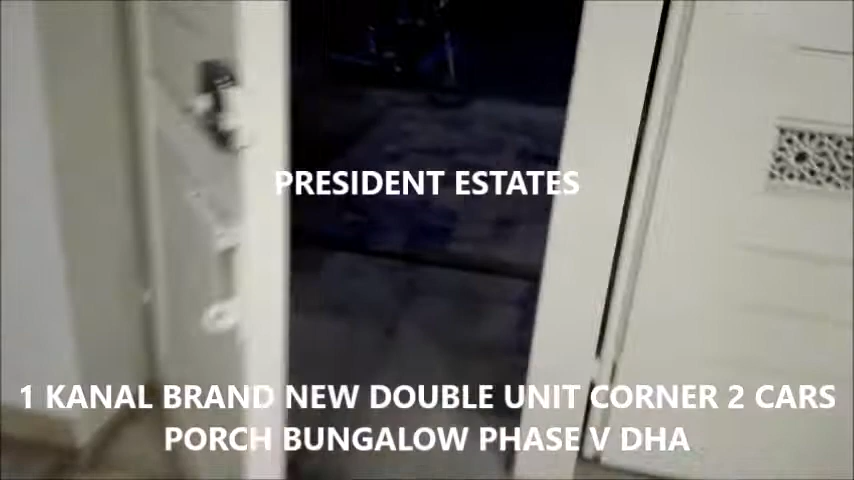 PRESIDENT ESTATES
1 KANAL BRAND NEW DOUBLE UNIT CORNER 2 CARS
PORCH BUNGALOW PHASE V DHA